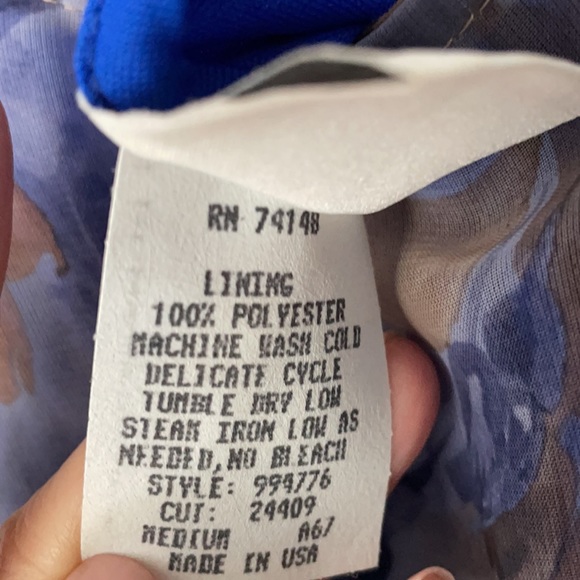 RN 74148
LINING
100% POLYESTER
MACHINE WASH COLD
DELICATE CYCLE
TUMBLE DRY LOW
STEAM IRON LOW AS
NEEDED, NO BLEACH
STYLE: 994776
CUT: 24409
MEDIUM A67
MADE IN USA